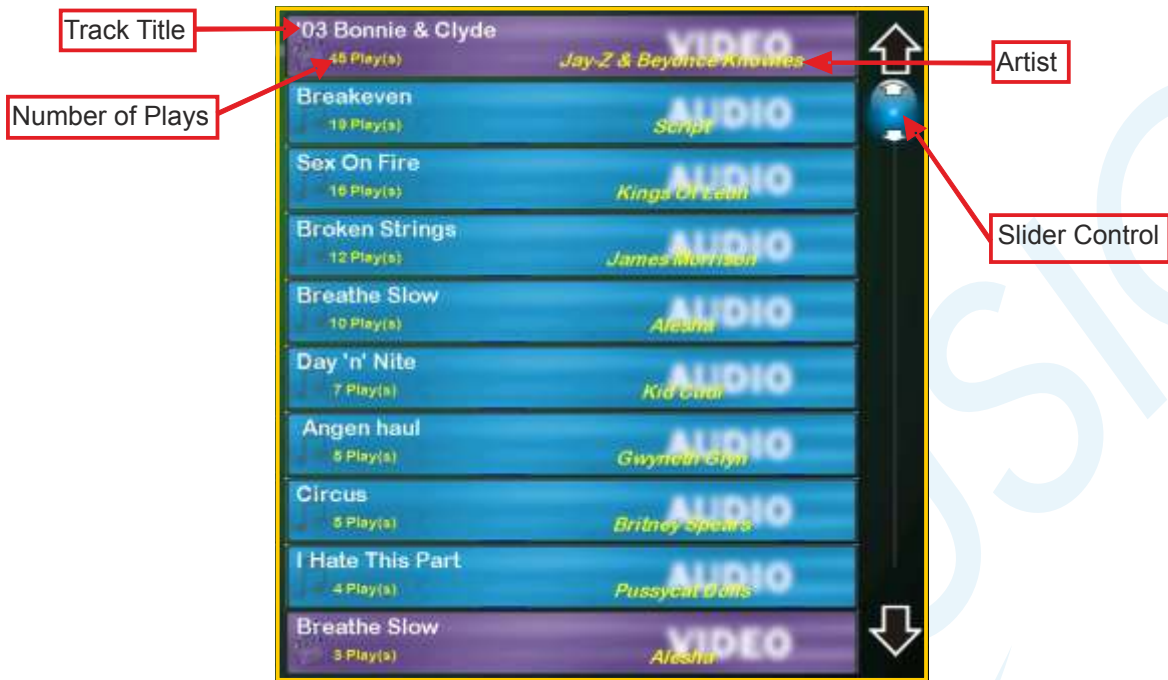 Track Title
Number of Plays
'03 Bonnie & Clyde
VIDEO
Jay-Z & Beyonce Knowles
Artist
Breakeven
AUDIO
19 Play(s)
Script
Slider Control
Sex On Fire
AUDIO
16 Play(s)
Kings Of Leon
Broken Strings
AUDIO
12 Play(s)
James Morrison
Breathe Slow
AUDIO
10 Play(s)
Alesha
Day 'n' Nite
AUDIO
7 Play(s)
Kid Cudi
Angen haul
AUDIO
5 Play(s)
Gwyneth Glyn
Circus
AUDIO
5 Play(s)
Britney Spears
I Hate This Part
AUDIO
4 Play(s)
Pussycat Dolls
Breathe Slow
VIDEO
3 Play(s)
Alesha